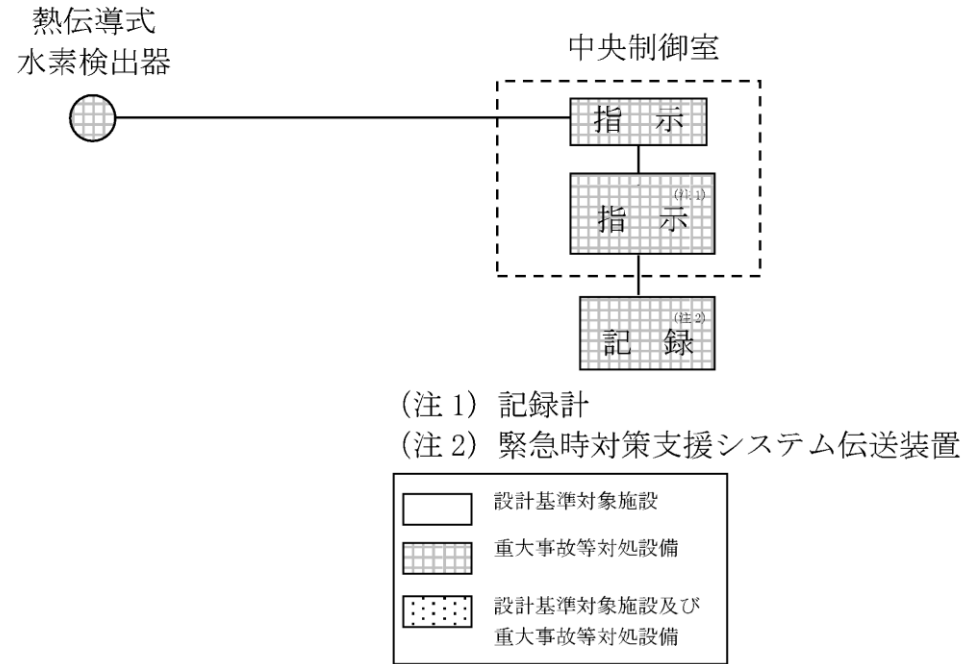 熱伝導式
水素検出器
中央制御室
指 示
指 示(注1)
記 録(注2)
(注1) 記録計
(注2) 緊急時対策支援システム伝送装置
設計基準対象施設
重大事故等対処設備
設計基準対象施設及び
重大事故等対処設備